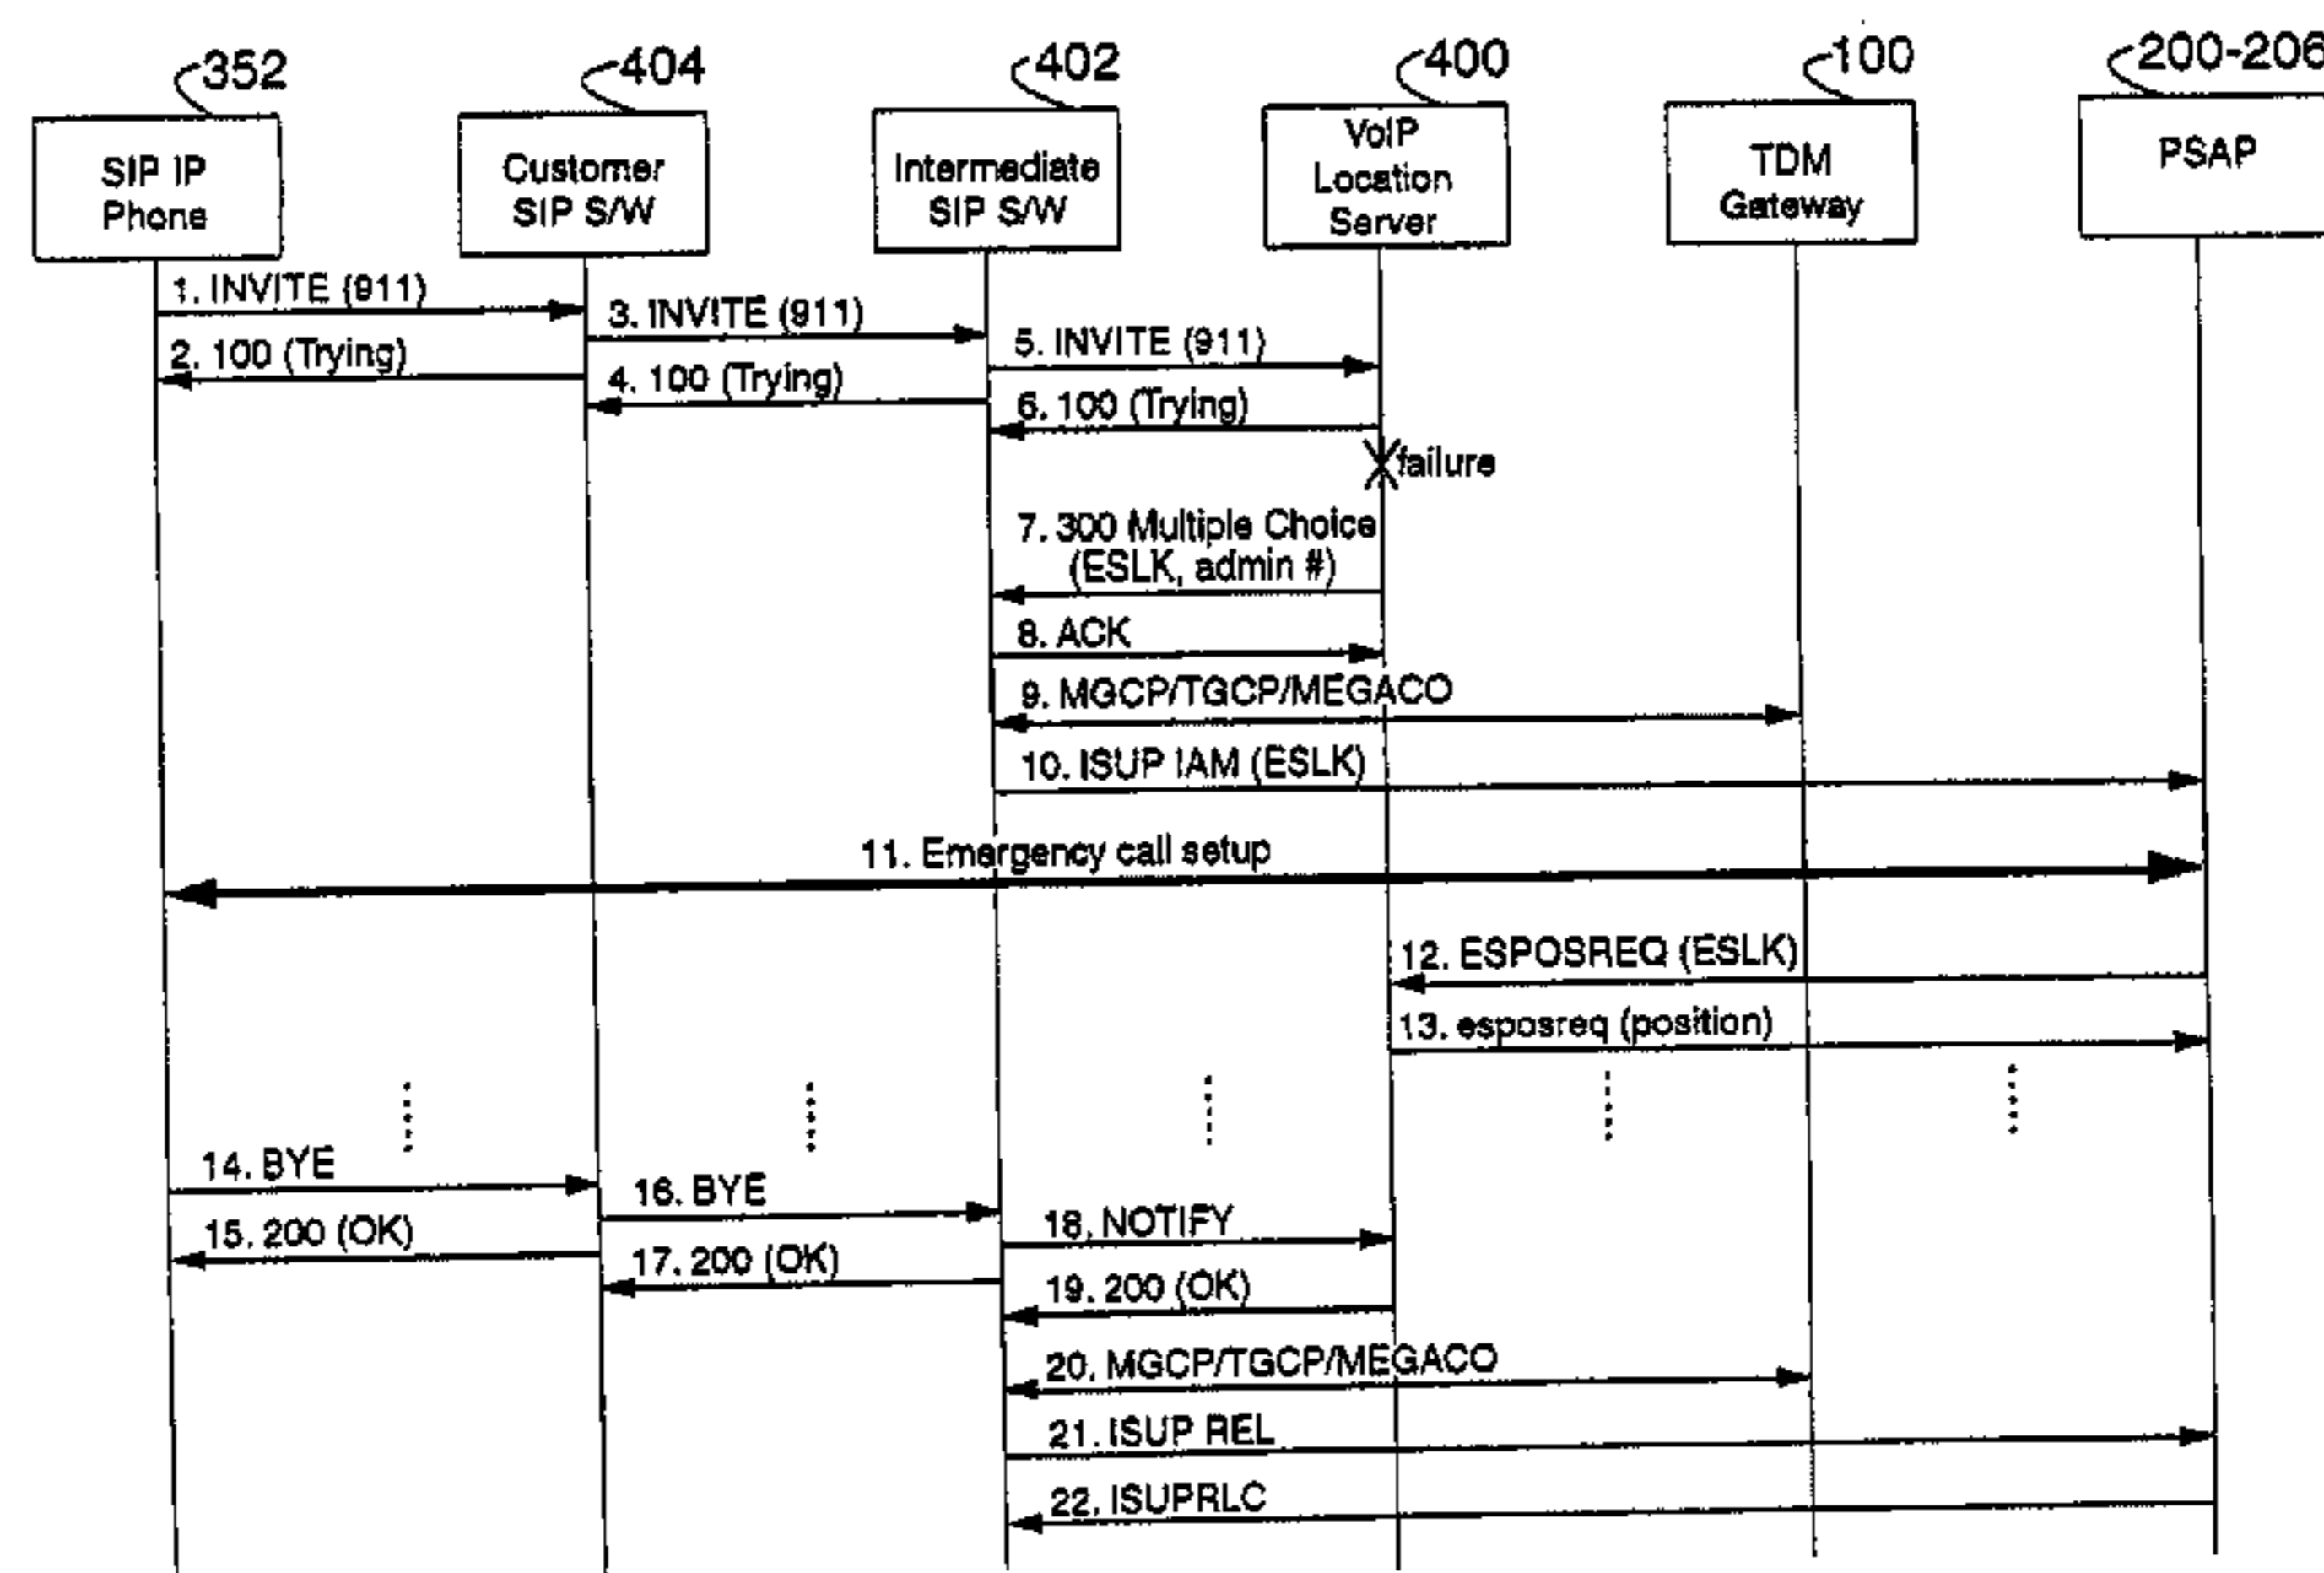 352
404
402
400
100
200-206
SIP IP
Phone
Customer
SIP S/W
Intermediate
SIP S/W
VoIP
Location
Server
TDM
Gateway
PSAP
1. INVITE (911)
2. 100 (Trying)
3. INVITE (911)
4. 100 (Trying)
5. INVITE (911)
6. 100 (Trying)
failure
7. 300 Multiple Choice
(ESLK, admin #)
8. ACK
9. MGCP/TGCP/MEGACO
10. ISUP IAM (ESLK)
11. Emergency call setup
12. ESPOSREQ (ESLK)
13. esposreq (position)
14. BYE
15. 200 (OK)
16. BYE
17. 200 (OK)
18. NOTIFY
19. 200 (OK)
20. MGCP/TGCP/MEGACO
21. ISUP REL
22. ISUPRLC